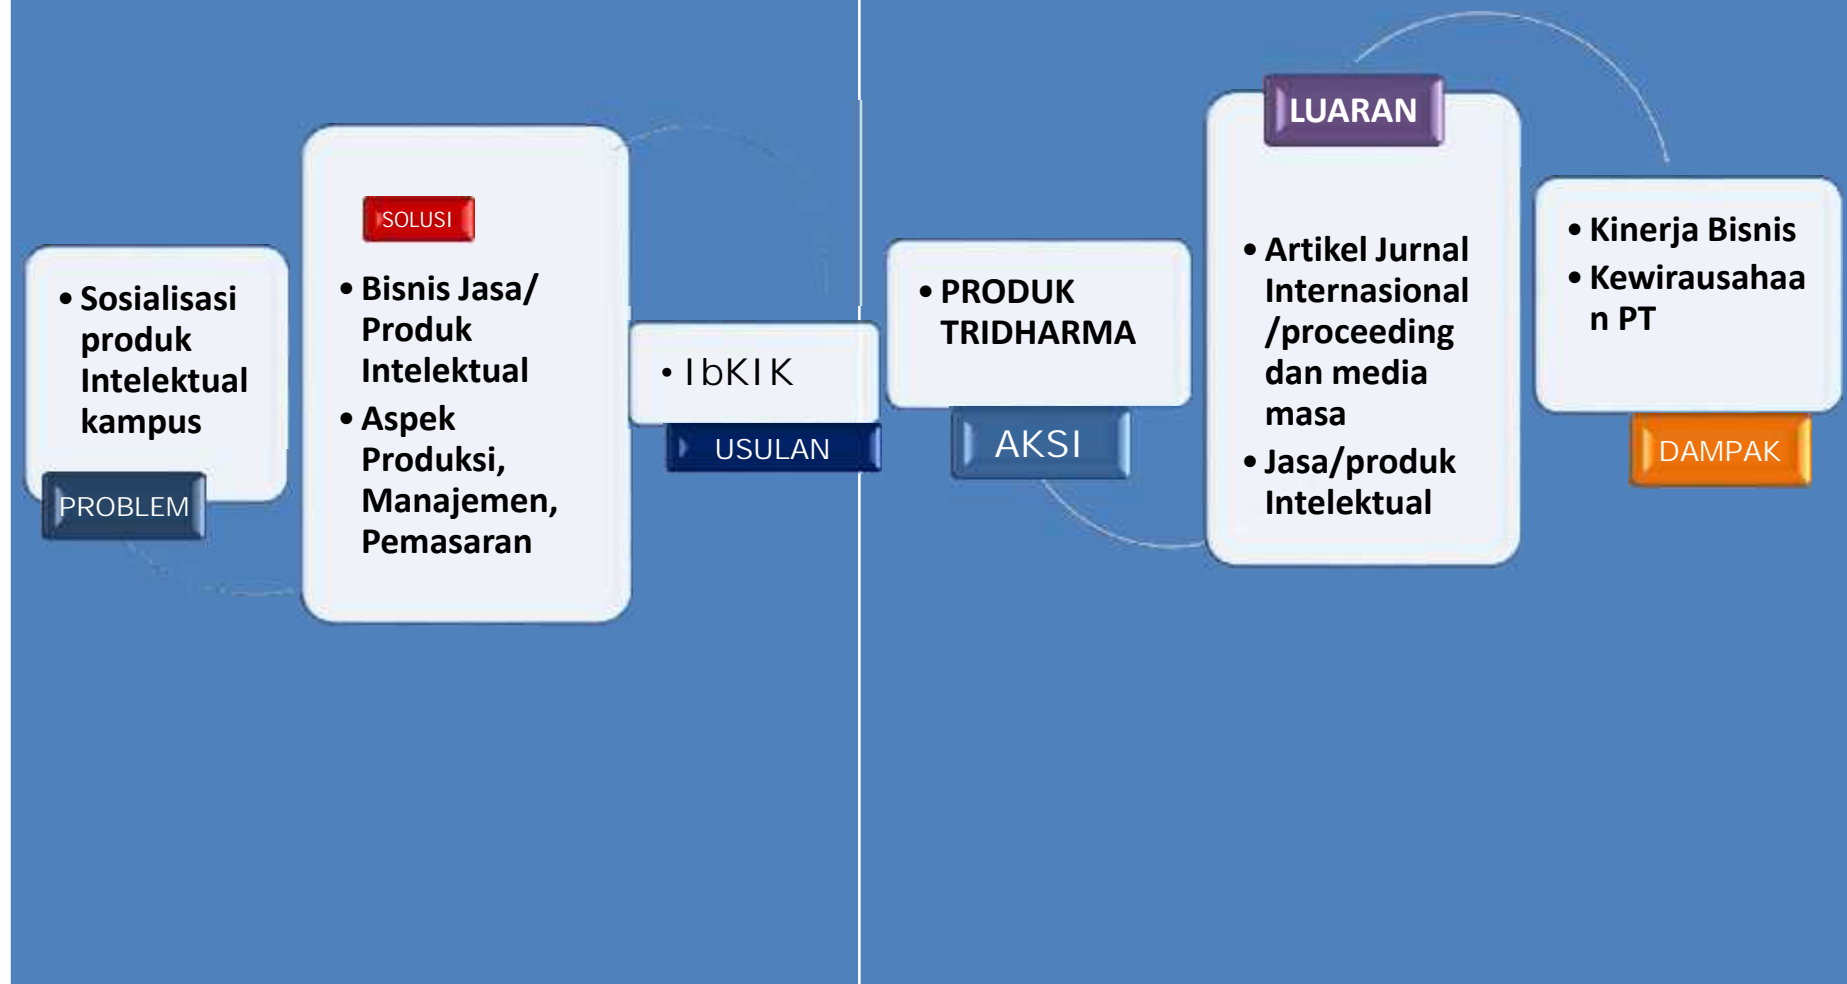 • Sosialisasi
produk
Intelektual
kampus
PROBLEM
SOLUSI
• Bisnis Jasa/
Produk
Intelektual
• Aspek
Produksi,
Manajemen,
Pemasaran
• IbKIK
USULAN
• PRODUK
TRIDHARMA
AKSI
LUARAN
• Artikel Jurnal
Internasional
/proceeding
dan media
masa
• Jasa/produk
Intelektual
• Kinerja Bisnis
• Kewirausahaa
n PT
DAMPAK